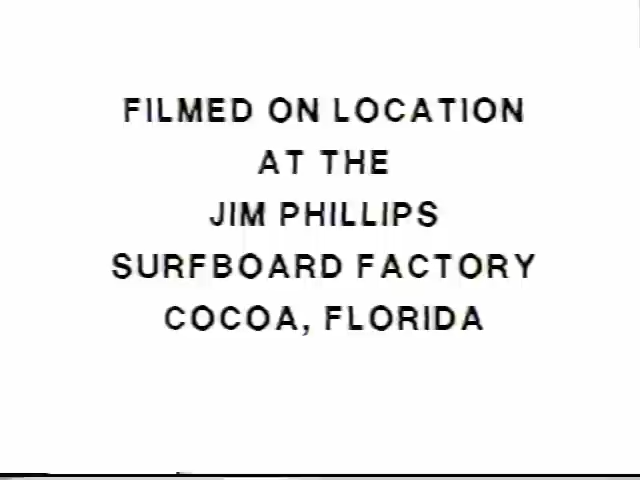 FILMED ON LOCATION
AT THE
JIM PHILLIPS
SURFBOARD FACTORY
COCOA, FLORIDA